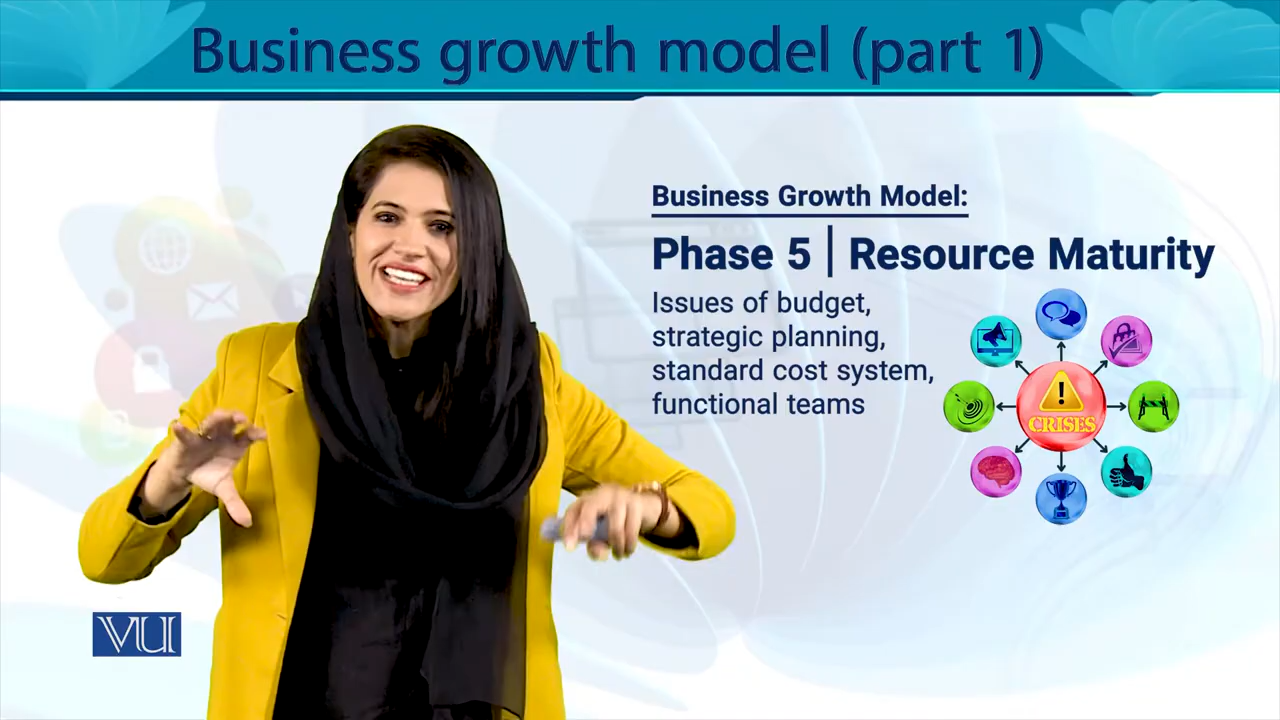 Business growth model (part 1)
Business Growth Model:
Phase 5 | Resource Maturity
Issues of budget,
strategic planning,
standard cost system,
functional teams
CRISES
VU